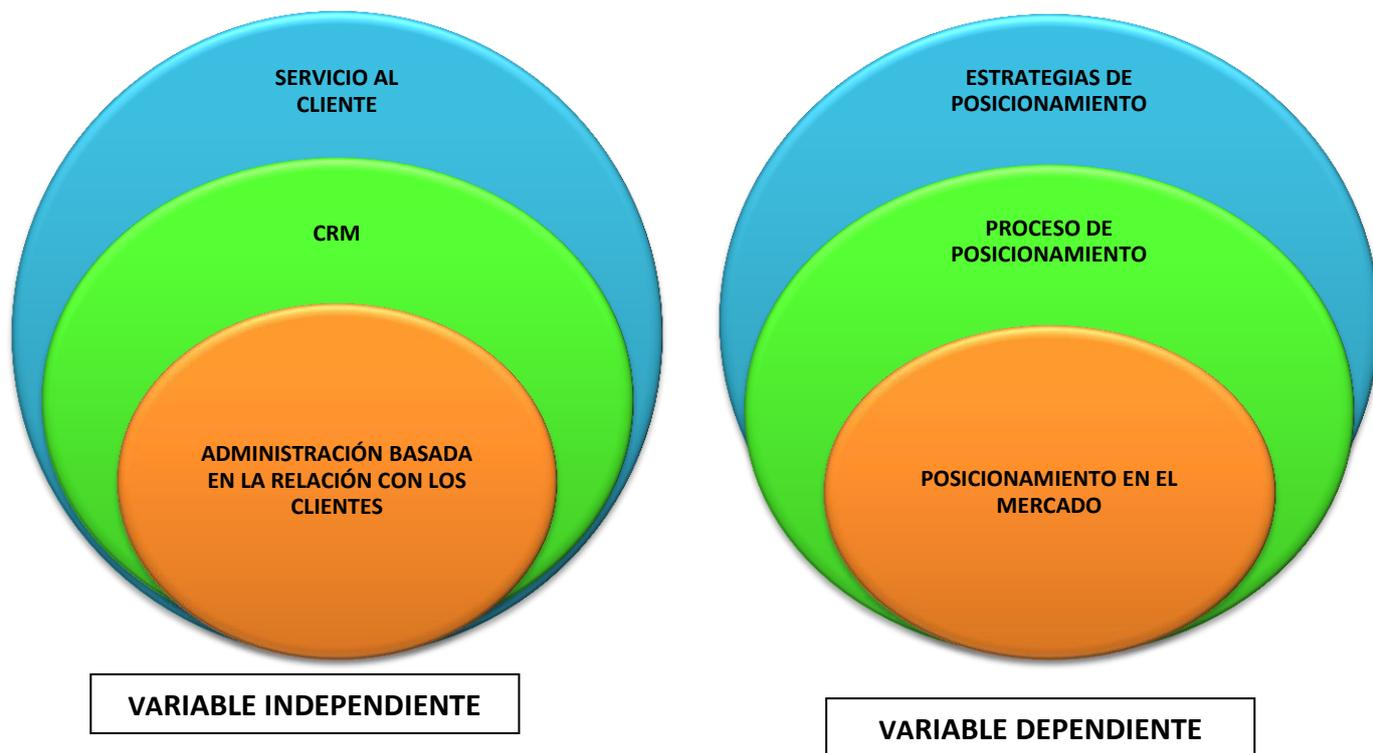 SERVICIO AL
CLIENTE
CRM
ADMINISTRACIÓN BASADA
EN LA RELACIÓN CON LOS
CLIENTES
VARIABLE INDEPENDIENTE
ESTRATEGIAS DE
POSICIONAMIENTO
PROCESO DE
POSICIONAMIENTO
POSICIONAMIENTO EN EL
MERCADO
VARIABLE DEPENDIENTE